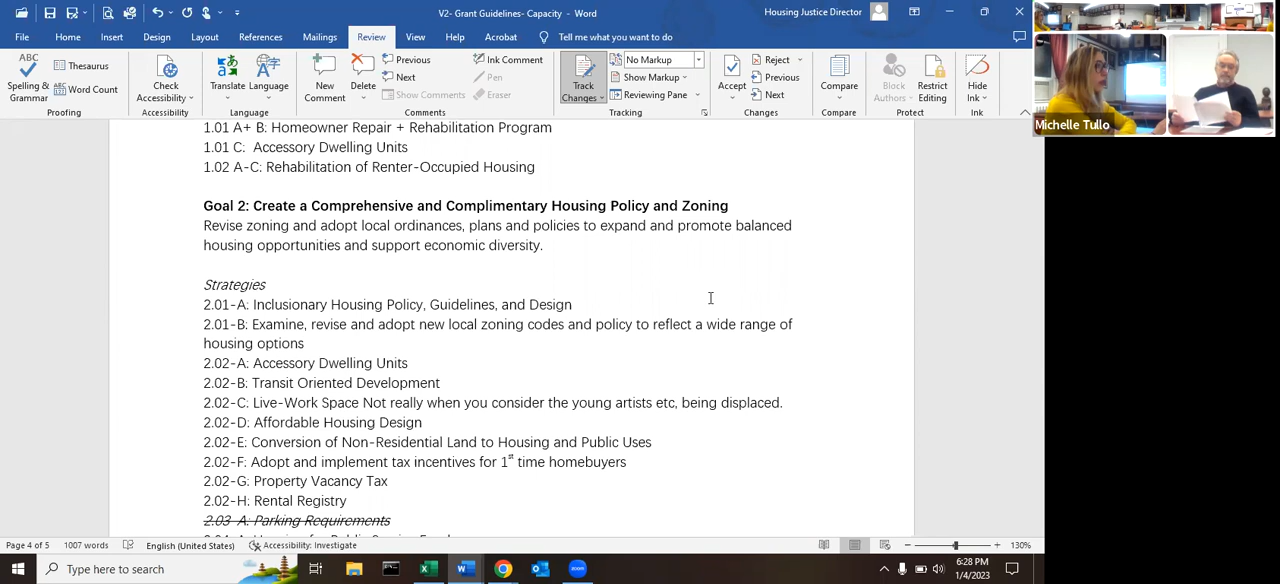 V2- Grant Guidelines- Capacity - Word
Housing Justice Director
File Home Insert Design Layout References Mailings Review View Help Acrobat Tell me what you want to do
ABC
Spelling & Grammar
Thesaurus
Word Count
Proofing
Check Accessibility
Accessibility
Translate
Language
Language
New Comment
Delete
Previous
Next
Show Comments
Comments
Ink Comment
Pen
Eraser
Track Changes
No Markup
Show Markup
Reviewing Pane
Tracking
Accept
Reject
Previous
Next
Changes
Compare
Compare
Block Authors
Restrict Editing
Protect
Hide Ink
Ink
Michelle Tullo
1.01 A+ B: Homeowner Repair + Rehabilitation Program
1.01 C: Accessory Dwelling Units
1.02 A-C: Rehabilitation of Renter-Occupied Housing
Goal 2: Create a Comprehensive and Complimentary Housing Policy and Zoning
Revise zoning and adopt local ordinances, plans and policies to expand and promote balanced
housing opportunities and support economic diversity.
Strategies
2.01-A: Inclusionary Housing Policy, Guidelines, and Design
2.01-B: Examine, revise and adopt new local zoning codes and policy to reflect a wide range of
housing options
2.02-A: Accessory Dwelling Units
2.02-B: Transit Oriented Development
2.02-C: Live-Work Space Not really when you consider the young artists etc, being displaced.
2.02-D: Affordable Housing Design
2.02-E: Conversion of Non-Residential Land to Housing and Public Uses
2.02-F: Adopt and implement tax incentives for 1st time homebuyers
2.02-G: Property Vacancy Tax
2.02-H: Rental Registry
2.03-A: Parking Requirements
Page 4 of 5 1007 words English (United States) Accessibility: Investigate 130%
Type here to search
6:28 PM
1/4/2023